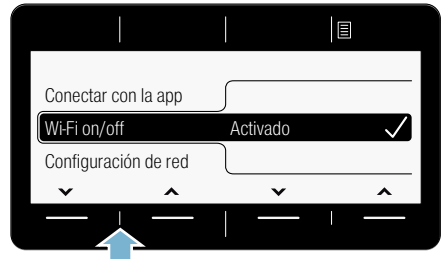 Conectar con la app
Wi-Fi on/off Activado
Configuración de red